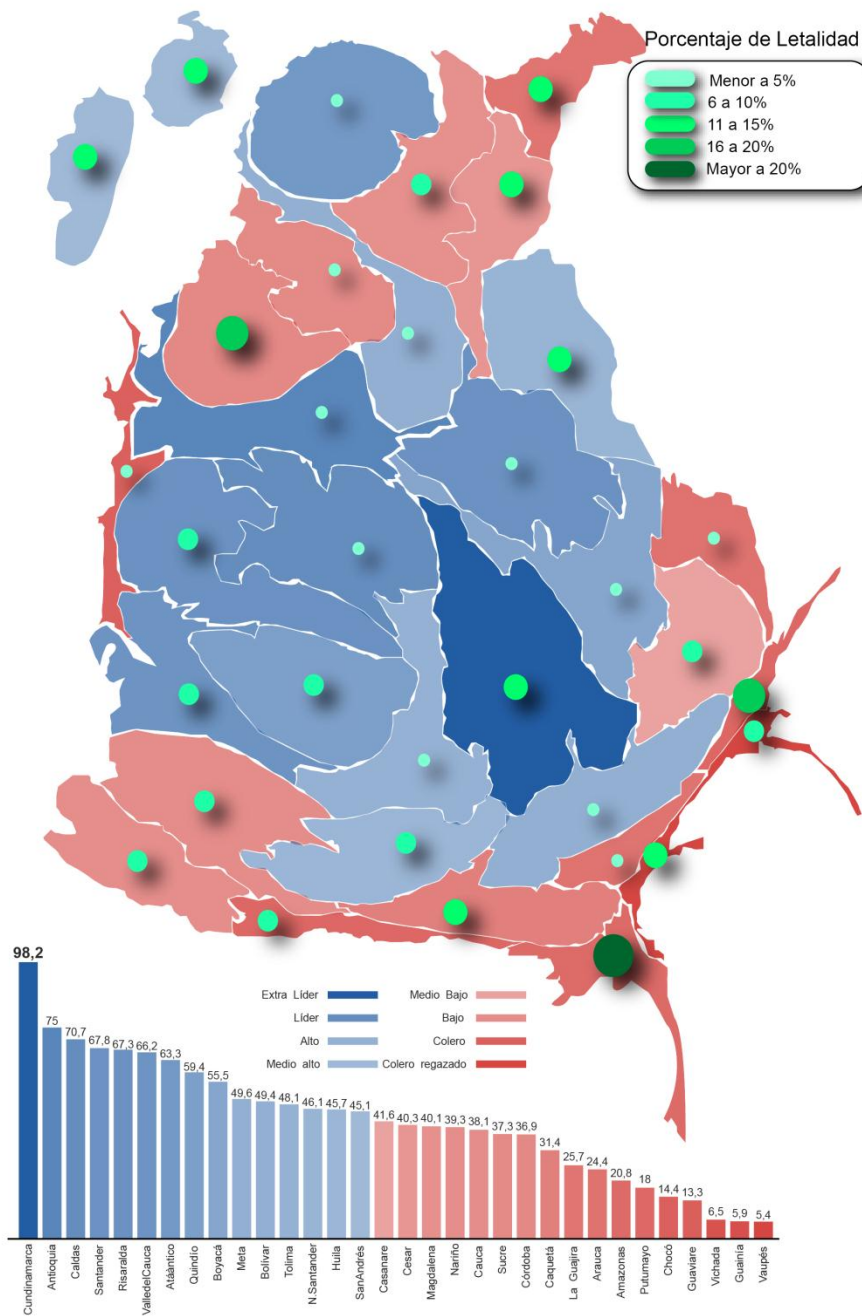 Porcentaje de Letalidad
Menor a 5%
6 a 10%
11 a 15%
16 a 20%
Mayor a 20%
Extra Líder
Líder
Alto
Medio alto
Medio Bajo
Bajo
Colero
Colero regazado
98,2
75
70,7
67,8
67,3
66,2
63,3
59,4
55,5
49,6
49,4
48,1
46,1
45,7
45,1
41,6
40,3
40,1
39,3
38,1
37,3
36,9
31,4
25,7
24,4
20,8
18
14,4
13,3
6,5
5,9
5,4
Cundinamarca
Antioquia
Caldas
Santander
Risaralda
ValledelCauca
Atáántico
Quindío
Boyacá
Meta
Bolívar
Tolima
N.Santander
Huila
SanAndrés
Casanare
Cesar
Magdalena
Nariño
Cauca
Sucre
Córdoba
Caquetá
La Guajira
Arauca
Amazonas
Putumayo
Chocó
Guaviare
Vichada
Guainía
Vaupés